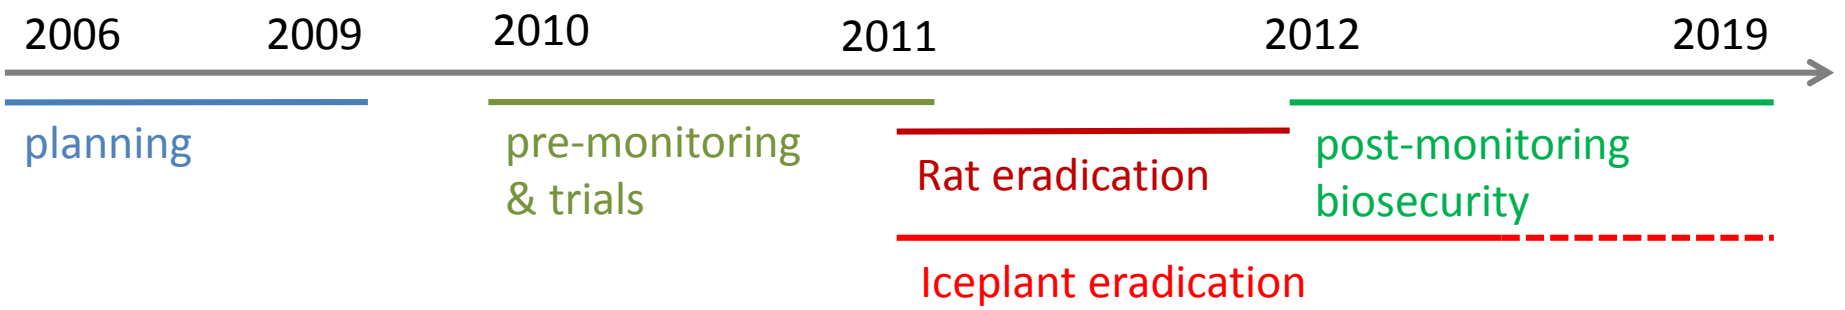 2006 2009 2010 2011 2012 2019
planning
pre-monitoring
& trials
Rat eradication
post-monitoring
biosecurity
Iceplant eradication